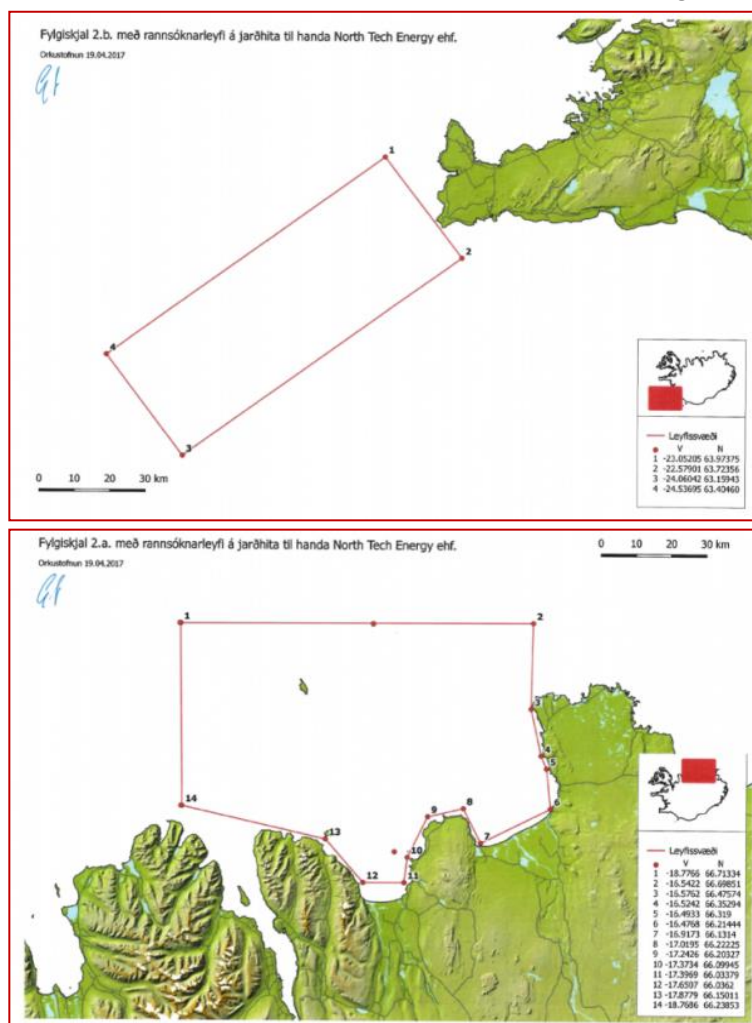 Fylgiskjal 2.b. með rannsóknarleyfi á jarðhita til handa North Tech Energy ehf.
Orkustofnun 19.04.2017
1
2
4
3
0 10 20 30 km
Leyfissvæði
V N
1 -23.05205 63.97375
2 -22.57901 63.72356
3 -24.06042 63.15943
4 -24.53695 63.40460
Fylgiskjal 2.a. með rannsóknarleyfi á jarðhita til handa North Tech Energy ehf.
0 10 20 30 km
Orkustofnun 19.04.2017
1
2
3
4
5
14
6
8
9
13
7
10
12
11
Leyfissvæði
V N
1 -18.7766 66.71334
2 -16.5422 66.69851
3 -16.5762 66.47574
4 -16.5242 66.35294
5 -16.4933 66.319
6 -16.4768 66.21444
7 -16.9173 66.1314
8 -17.0195 66.22225
9 -17.2426 66.20327
10 -17.3734 66.09945
11 -17.3969 66.03379
12 -17.6507 66.0362
13 -17.8779 66.15011
14 -18.7686 66.23853